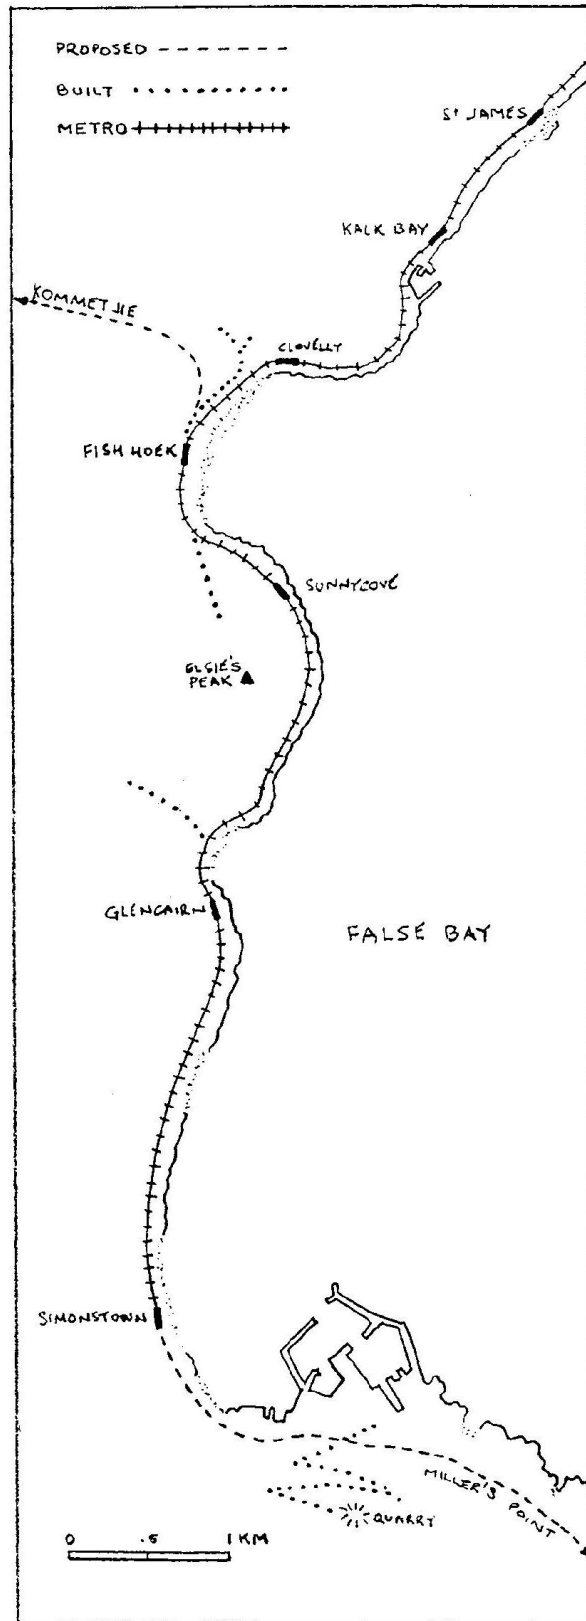 PROPOSED
BUILT
METRO
ST JAMES
KALK BAY
KOMMETJIE
CLOVELLY
FISH HOEK
SUNNYCOVE
ELSIE'S
PEAK
GLENCAIRN
FALSE BAY
SIMONSTOWN
MILLER'S POINT
QUARRY
0 .5 1 KM